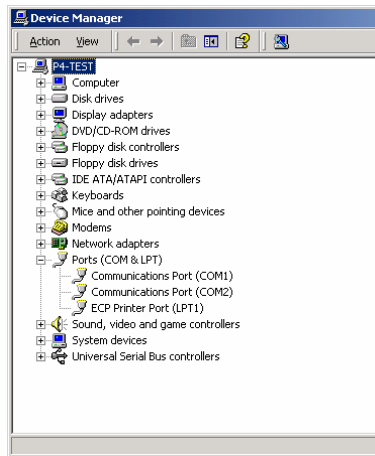 Device Manager
Action View
P4-TEST
Computer
Disk drives
Display adapters
DVD/CD-ROM drives
Floppy disk controllers
Floppy disk drives
IDE ATA/ATAPI controllers
Keyboards
Mice and other pointing devices
Modems
Network adapters
Ports (COM & LPT)
Communications Port (COM1)
Communications Port (COM2)
ECP Printer Port (LPT1)
Sound, video and game controllers
System devices
Universal Serial Bus controllers